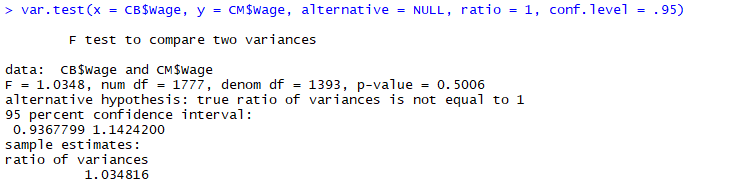 > var.test(x = CB$Wage, y = CM$Wage, alternative = NULL, ratio = 1, conf.level = .95)
F test to compare two variances
data:  CB$Wage and CM$Wage
F = 1.0348, num df = 1777, denom df = 1393, p-value = 0.5006
alternative hypothesis: true ratio of variances is not equal to 1
95 percent confidence interval:
0.9367799 1.1424200
sample estimates:
ratio of variances
1.034816